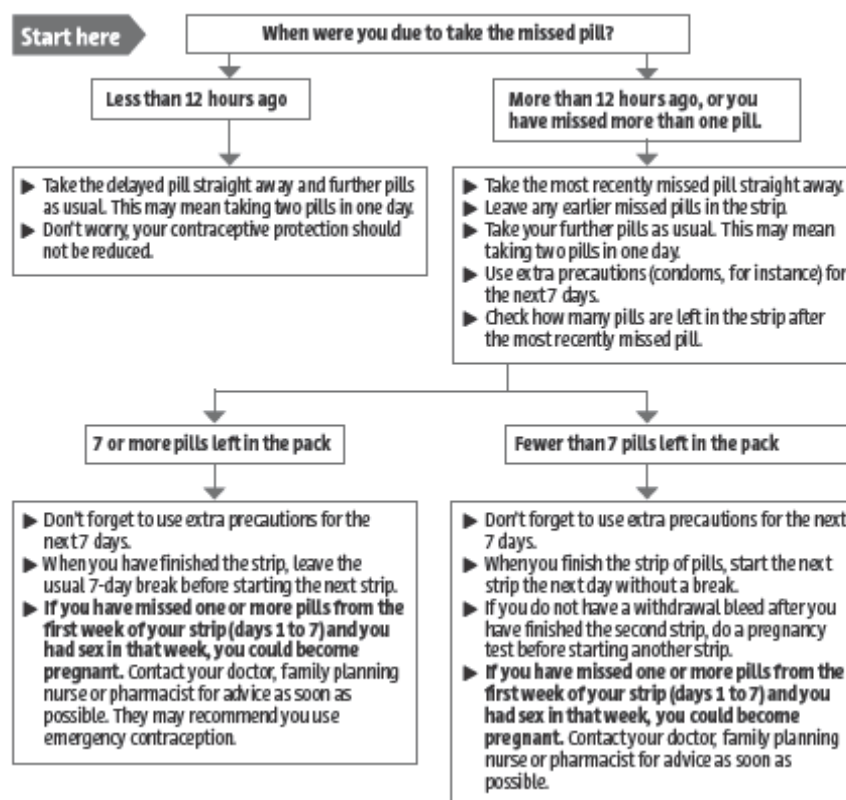 Start here
When were you due to take the missed pill?
Less than 12 hours ago
More than 12 hours ago, or you
have missed more than one pill.
▶ Take the delayed pill straight away and further pills
as usual. This may mean taking two pills in one day.
▶ Don't worry, your contraceptive protection should
not be reduced.
▶ Take the most recently missed pill straight away.
▶ Leave any earlier missed pills in the strip.
▶ Take your further pills as usual. This may mean
taking two pills in one day.
▶ Use extra precautions (condoms, for instance) for
the next 7 days.
▶ Check how many pills are left in the strip after
the most recently missed pill.
7 or more pills left in the pack
Fewer than 7 pills left in the pack
▶ Don't forget to use extra precautions for the
next 7 days.
▶ When you have finished the strip, leave the
usual 7-day break before starting the next strip.
▶ If you have missed one or more pills from the
first week of your strip (days 1 to 7) and you
had sex in that week, you could become
pregnant. Contact your doctor, family planning
nurse or pharmacist for advice as soon as
possible. They may recommend you use
emergency contraception.
▶ Don't forget to use extra precautions for the next
7 days.
▶ When you finish the strip of pills, start the next
strip the next day without a break.
▶ If you do not have a withdrawal bleed after you
have finished the second strip, do a pregnancy
test before starting another strip.
▶ If you have missed one or more pills from the
first week of your strip (days 1 to 7) and you
had sex in that week, you could become
pregnant. Contact your doctor, family planning
nurse or pharmacist for advice as soon as
possible.